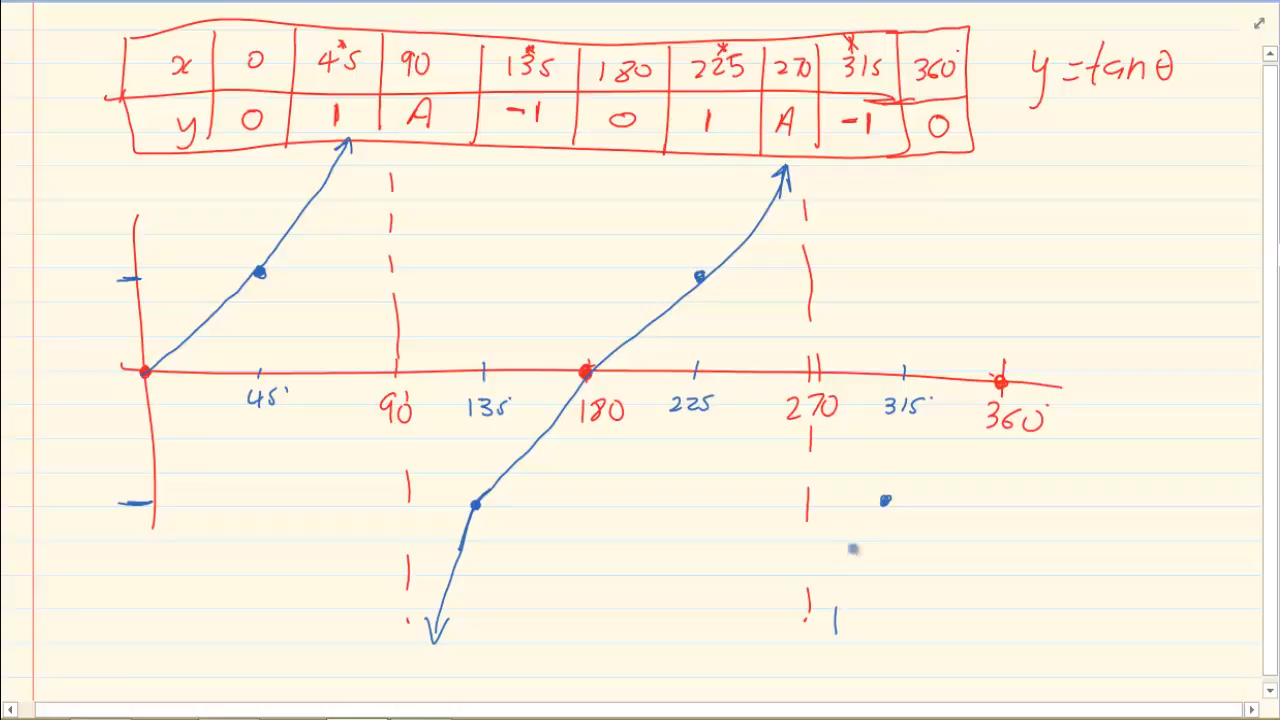 x 0 45 90 135 180 225 270 315 360°
y 0 1 A -1 0 1 A -1 0
y = tan θ
45° 90° 135° 180 225 270 315° 360°